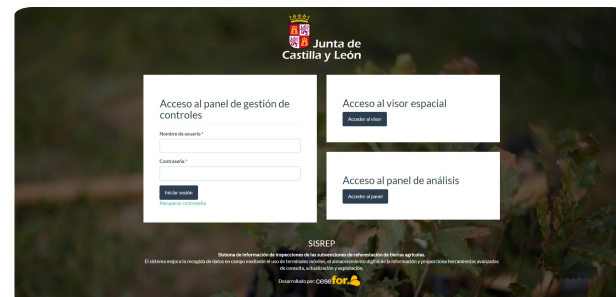 Junta de
Castilla y León
Acceso al panel de gestión de
controles
Nombre de usuario *
Contraseña *
Iniciar sesión
Recuperar contraseña
Acceso al visor espacial
Acceder al visor
Acceso al panel de análisis
Acceder al panel
SISREP
Sistema de información de inspecciones de las subvenciones de reforestación de tierras agrícolas.
El sistema mejora la recogida de datos en campo mediante el uso de terminales móviles, el almacenamiento digital de la información y proporciona herramientas avanzadas
de consulta, actualización y explotación.
Desarrollado por: cesefor